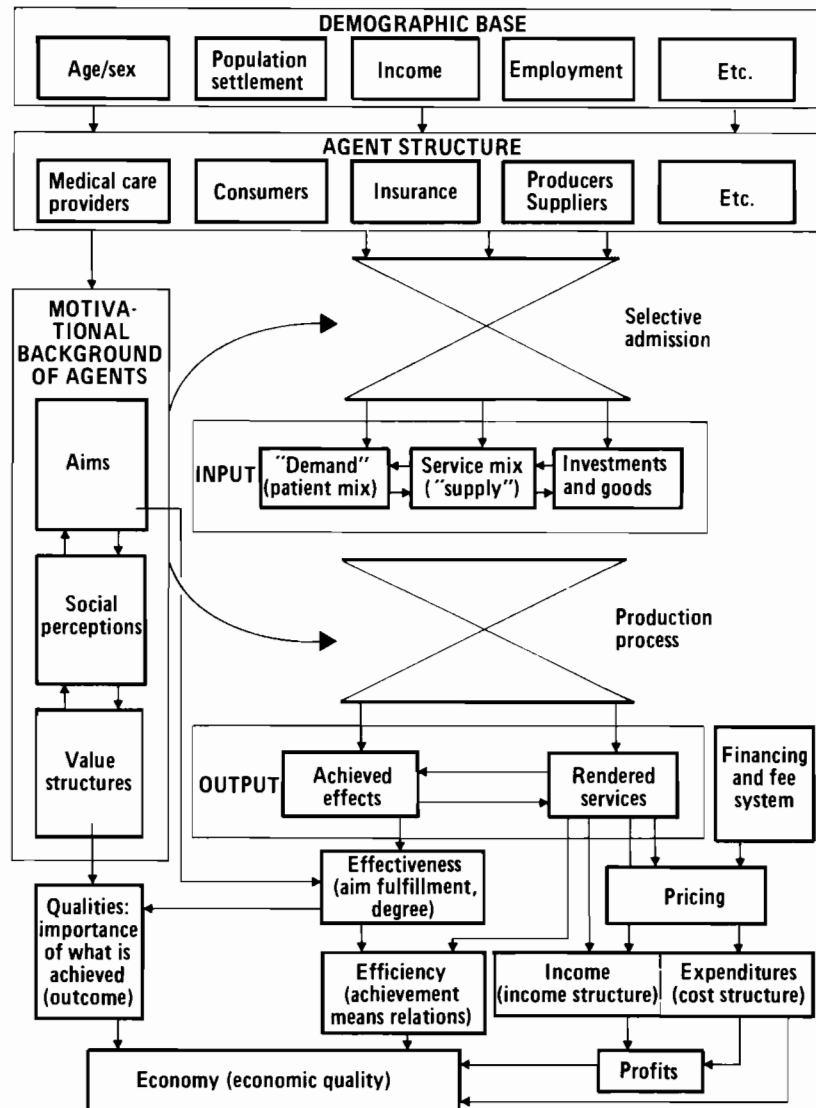 DEMOGRAPHIC BASE
Age/sex
Population
settlement
Income
Employment
Etc.
AGENT STRUCTURE
Medical care
providers
Consumers
Insurance
Producers
Suppliers
Etc.
MOTIVA-
TIONAL
BACKGROUND
OF AGENTS
Aims
Social
perceptions
Value
structures
Selective
admission
INPUT
"Demand"
(patient mix)
Service mix
("supply")
Investments
and goods
Production
process
OUTPUT
Achieved
effects
Rendered
services
Financing
and fee
system
Effectiveness
(aim fulfillment,
degree)
Pricing
Qualities:
importance
of what is
achieved
(outcome)
Efficiency
(achievement
means relations)
Income
(income structure)
Expenditures
(cost structure)
Economy (economic quality)
Profits